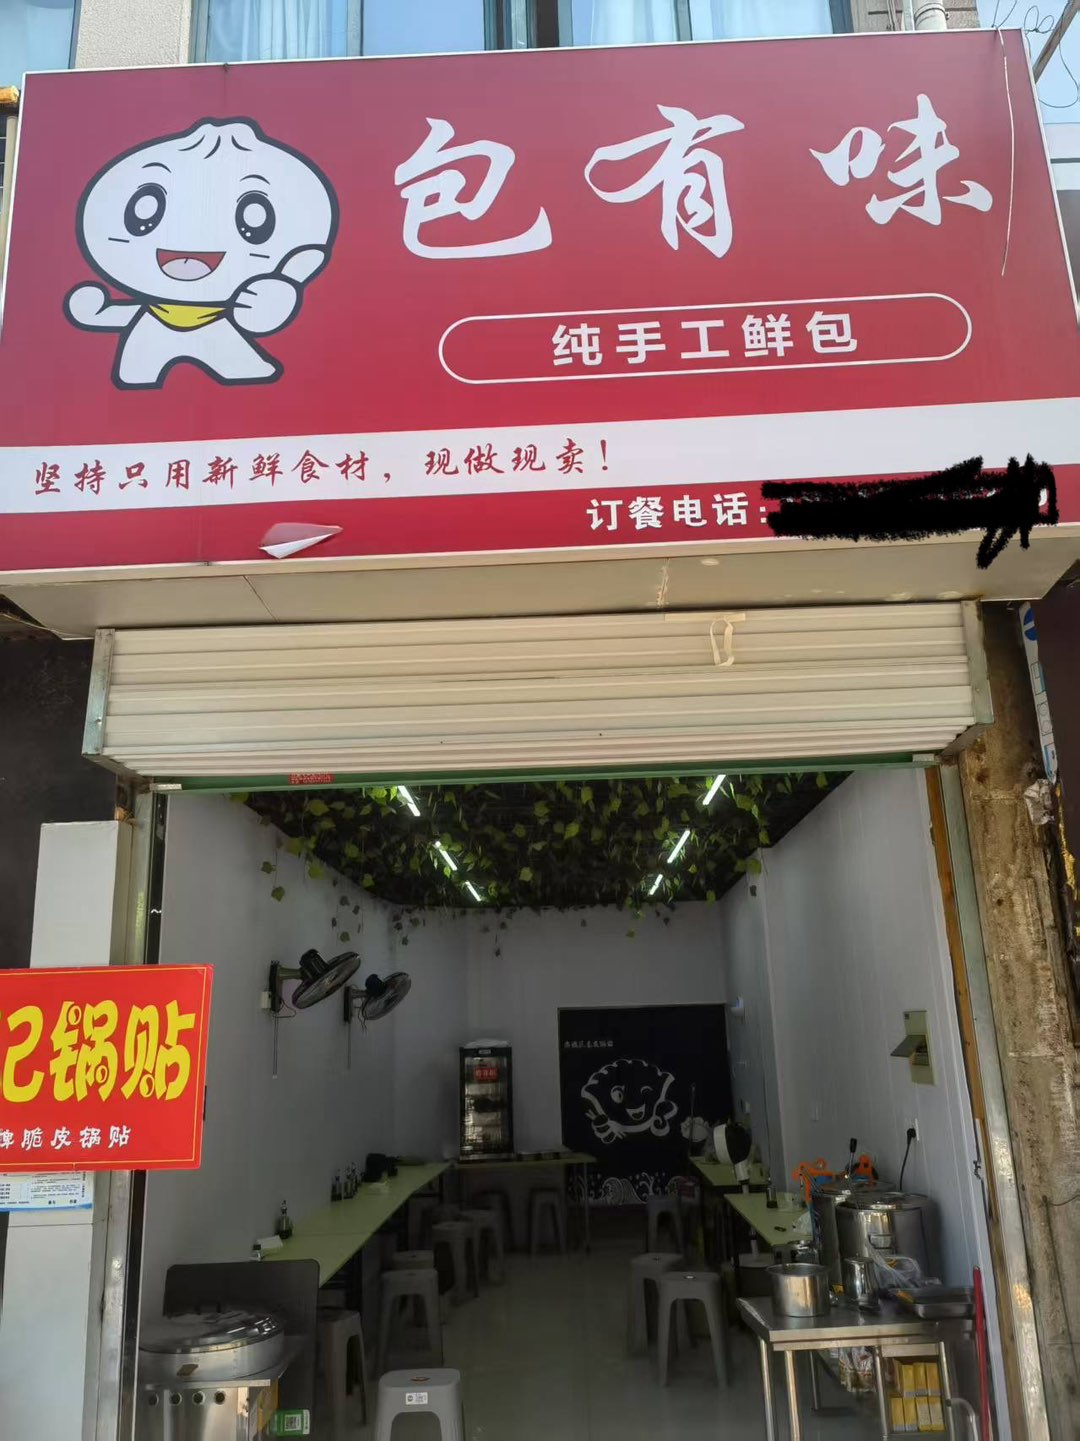 包有味
纯手工鲜包
坚持只用新鲜食材，现做现卖！
订餐电话:
记锅贴
牌脆皮锅贴